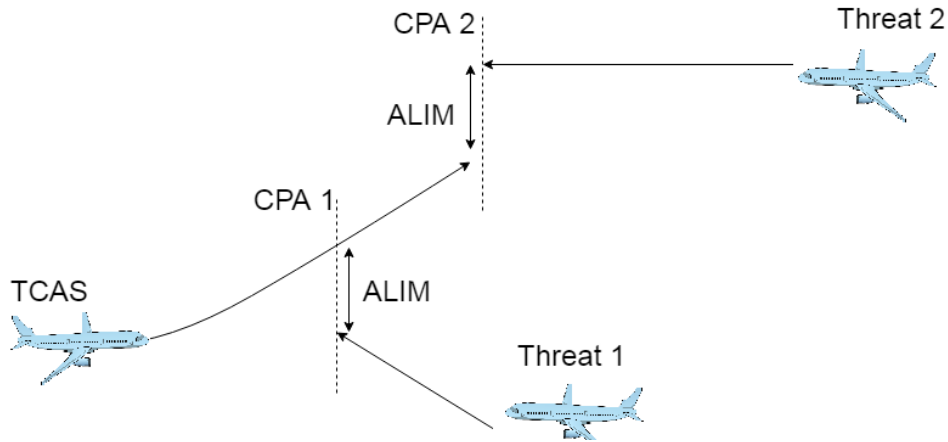 Threat 2
CPA 2
ALIM
CPA 1
TCAS
ALIM
Threat 1